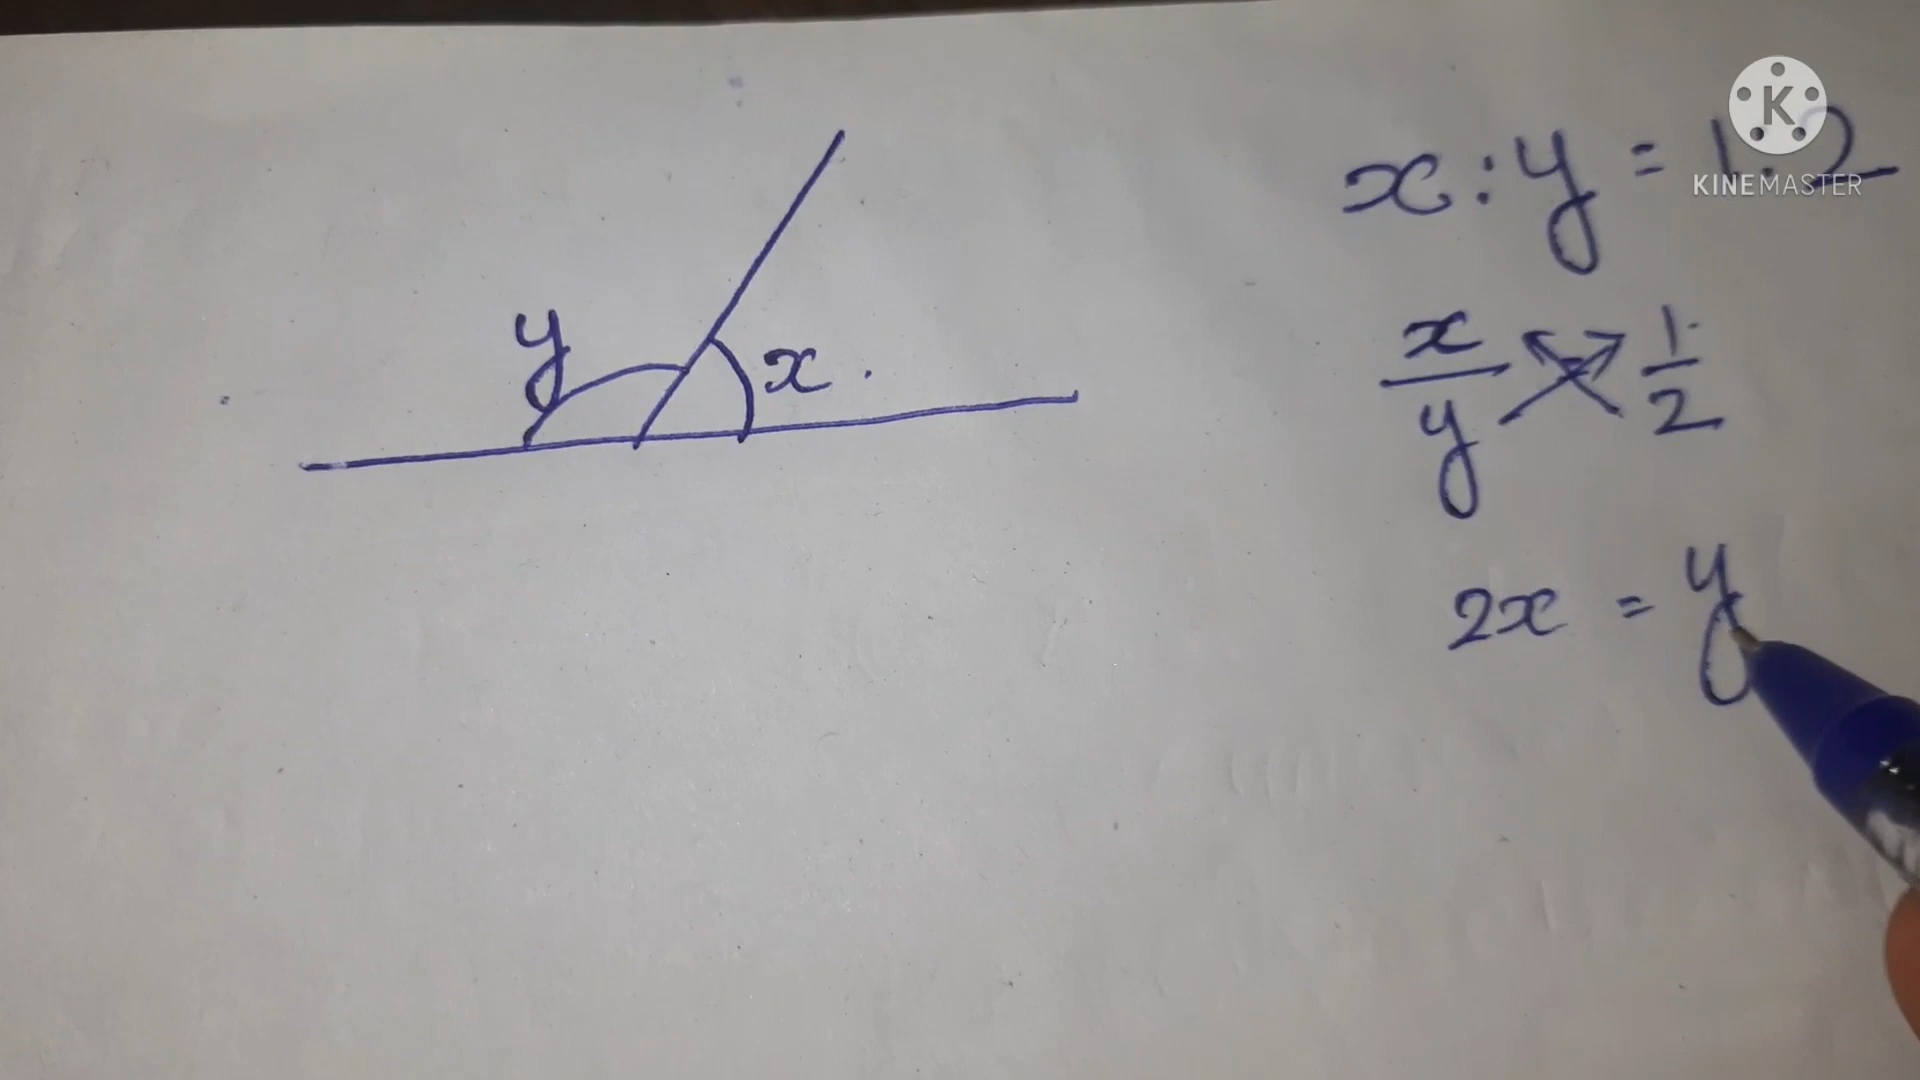 x : y = 1:2
K
KINEMASTER
y
x .
x/y 1/2
2x = y